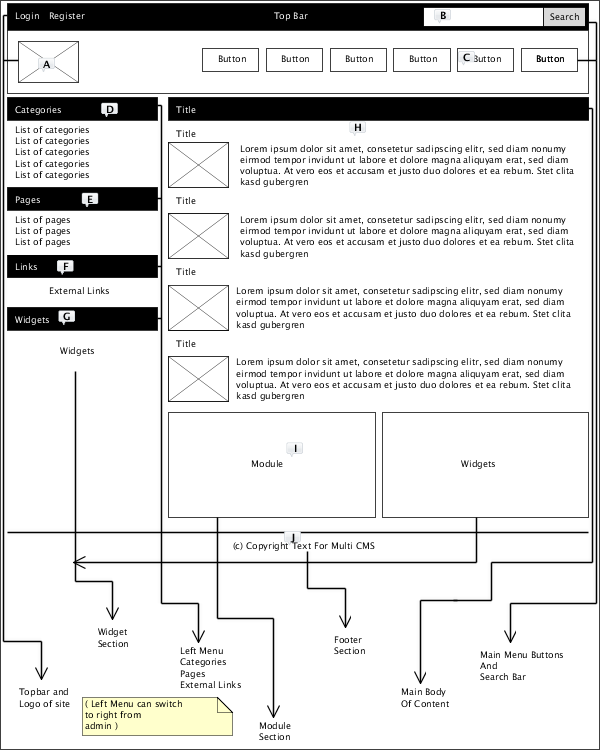 Login Register Top Bar B Search
A Button Button Button Button C Button Button
Categories D
List of categories
List of categories
List of categories
List of categories
List of categories
Pages E
List of pages
List of pages
List of pages
Links F
External Links
Widgets G
Widgets
Title
H
Title
Lorem ipsum dolor sit amet, consetetur sadipscing elitr, sed diam nonumy
eirmod tempor invidunt ut labore et dolore magna aliquyam erat, sed diam
voluptua. At vero eos et accusam et justo duo dolores et ea rebum. Stet clita
kasd gubergren
Title
Lorem ipsum dolor sit amet, consetetur sadipscing elitr, sed diam nonumy
eirmod tempor invidunt ut labore et dolore magna aliquyam erat, sed diam
voluptua. At vero eos et accusam et justo duo dolores et ea rebum. Stet clita
kasd gubergren
Title
Lorem ipsum dolor sit amet, consetetur sadipscing elitr, sed diam nonumy
eirmod tempor invidunt ut labore et dolore magna aliquyam erat, sed diam
voluptua. At vero eos et accusam et justo duo dolores et ea rebum. Stet clita
kasd gubergren
Title
Lorem ipsum dolor sit amet, consetetur sadipscing elitr, sed diam nonumy
eirmod tempor invidunt ut labore et dolore magna aliquyam erat, sed diam
voluptua. At vero eos et accusam et justo duo dolores et ea rebum. Stet clita
kasd gubergren
I
Module
Widgets
J
(c) Copyright Text For Multi CMS
Widget
Section
Left Menu
Categories
Pages
External Links
Footer
Section
Main Menu Buttons
And
Search Bar
Topbar and
Logo of site
( Left Menu can switch
to right from
admin )
Module
Section
Main Body
Of Content